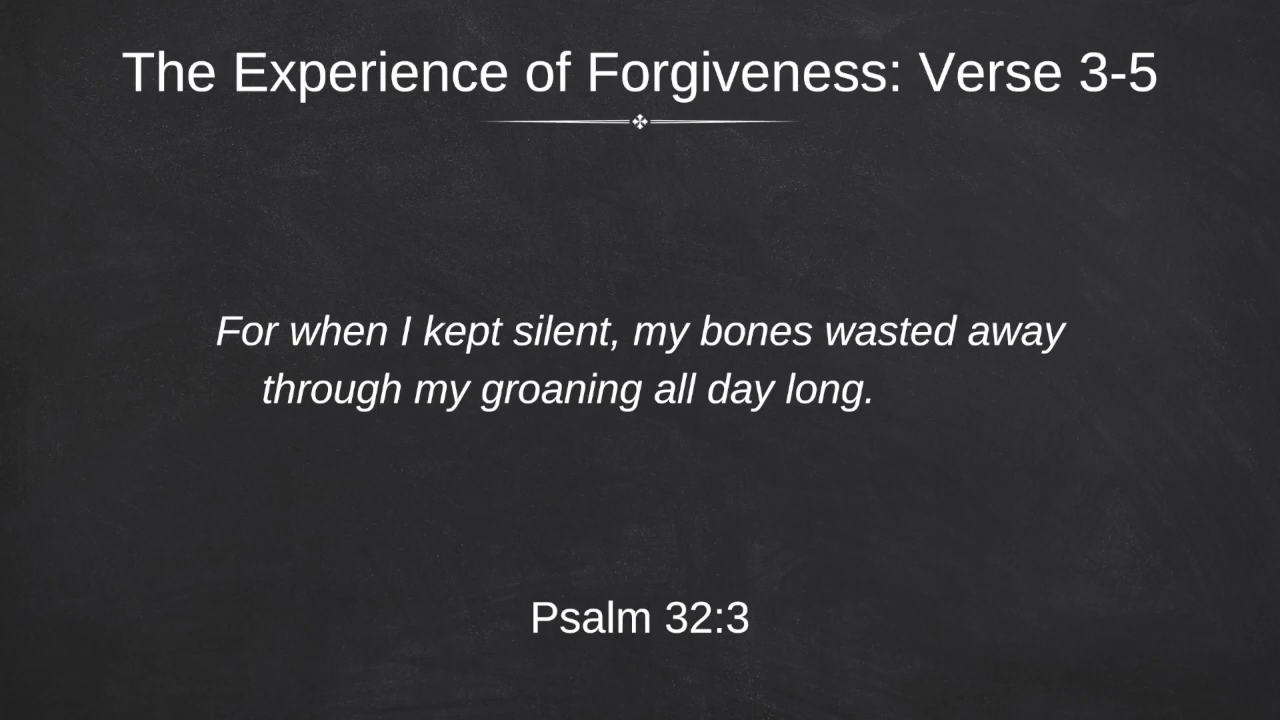 The Experience of Forgiveness: Verse 3-5
For when I kept silent, my bones wasted away
through my groaning all day long.
Psalm 32:3